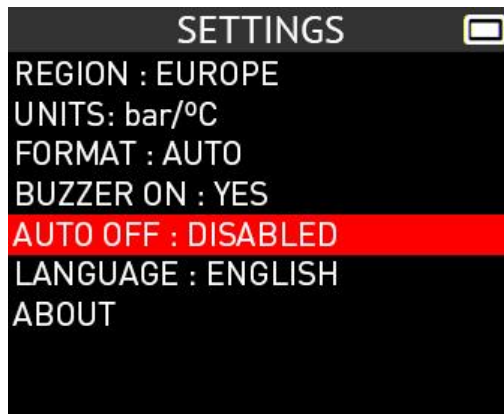 SETTINGS
REGION : EUROPE
UNITS: bar/ºC
FORMAT : AUTO
BUZZER ON : YES
AUTO OFF : DISABLED
LANGUAGE : ENGLISH
ABOUT